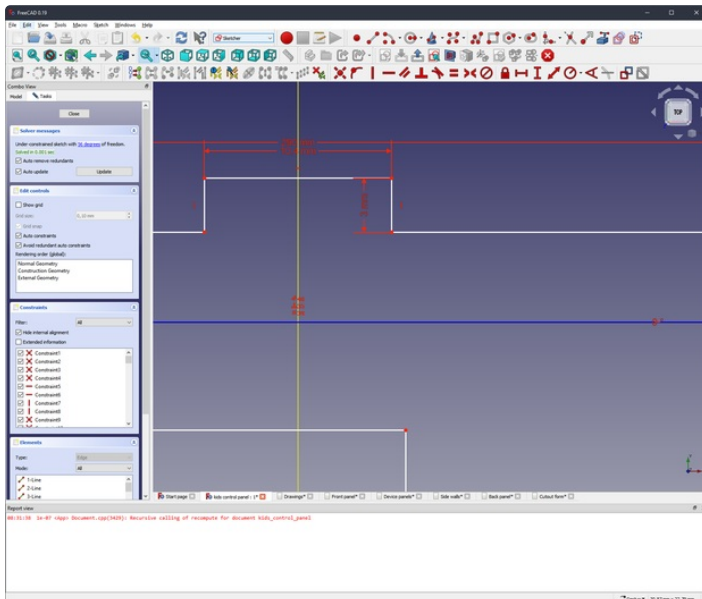 FreeCAD 0.19
File Edit View Tools Macro Sketch Windows Help
Sketcher
Combo View
Model Tasks
Close
Solver messages
Under-constrained sketch with 36 degrees of freedom.
Auto remove redundants
Auto update Update
Edit controls
Show grid
Grid snap
Auto constraints
Avoid redundant auto constraints
Rendering order (global):
Normal Geometry
Construction Geometry
External Geometry
Constraints
Filter: All
Hide internal alignment
Extended information
Constraint1
Constraint2
Constraint3
Constraint4
Constraint5
Constraint6
Constraint7
Constraint8
Constraint9
Elements
Type: Edge
Mode: All
1-Line
2-Line
3-Line
TOP
Start page kids control panel : 1* Drawings* Front panel* Device panels* Side walls* Back panel* Cutout form*
Report view
Document.cpp(3429): Recursive calling of recompute for document kids_control_panel